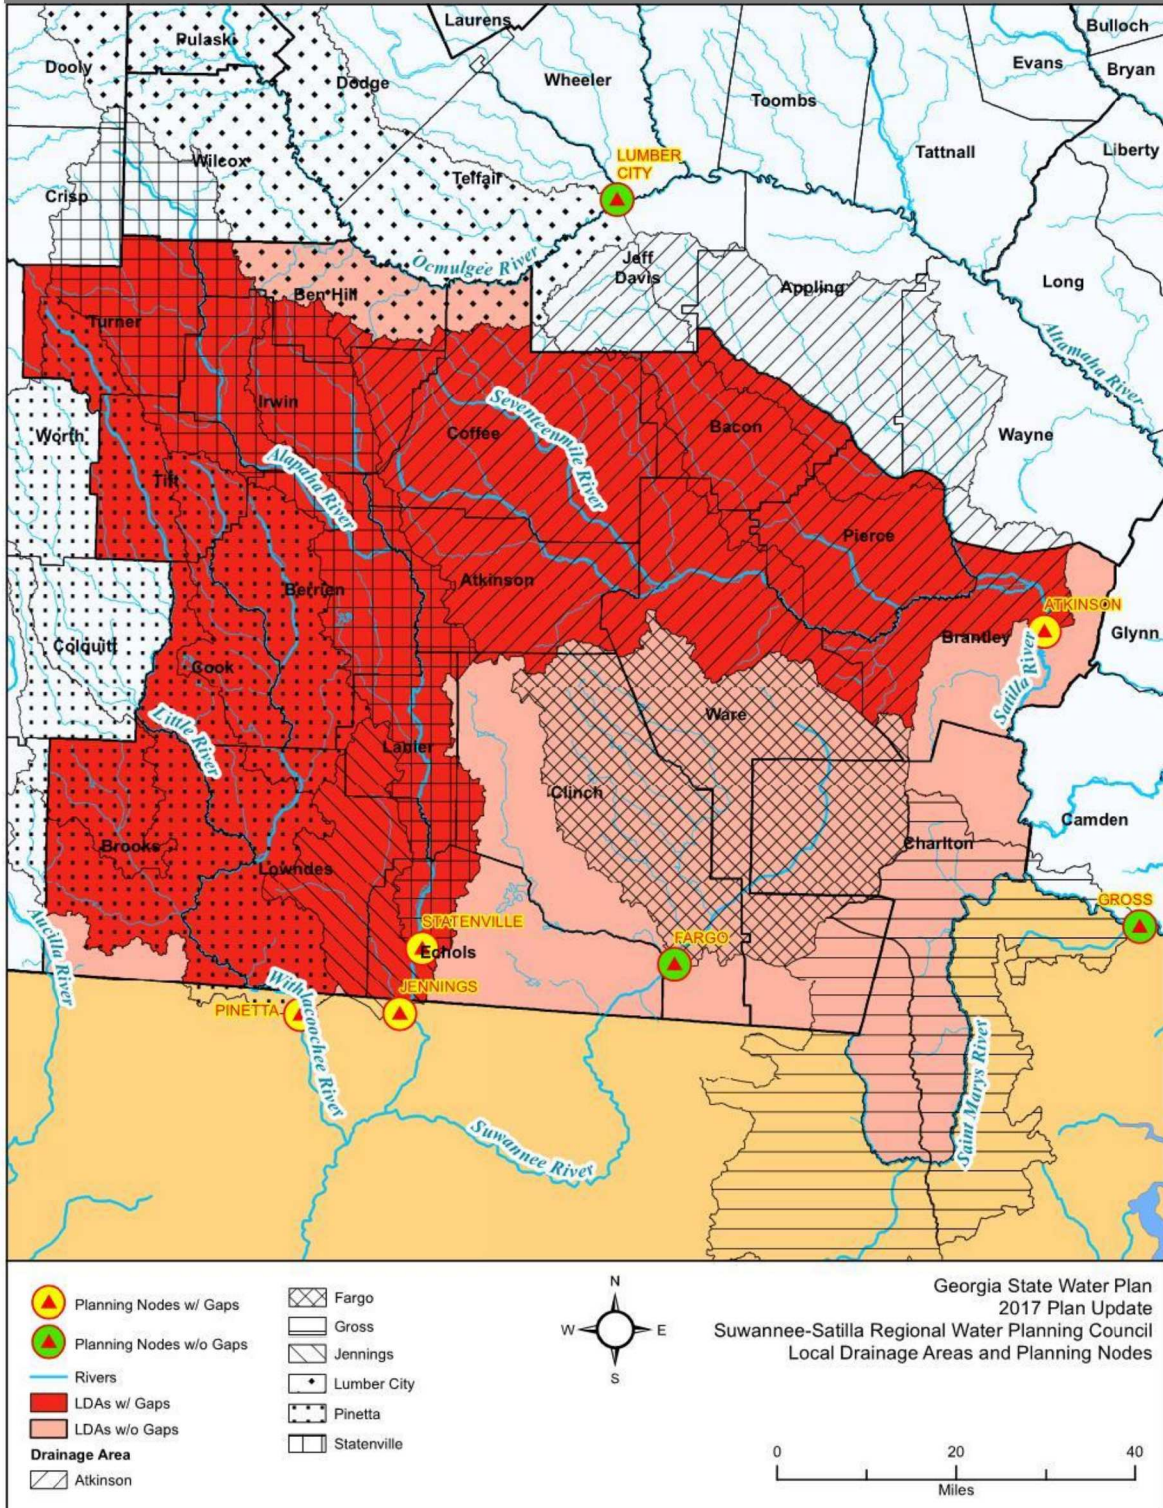 Laurens
Bulloch
Pulaski
Evans
Dooly
Bryan
Dodge
Wheeler
Toombs
Tattnall
Liberty
LUMBER
CITY
Wilcox
Telfair
Crisp
Ocmulgee River
Jeff
Davis
Appling
Long
Ben Hill
Turner
Altamaha River
Irwin
Seventeenmile River
Coffee
Bacon
Worth
Wayne
Tift
Alapaha River
Pierce
Atkinson
Berrien
ATKINSON
Brantley
Glynn
Colquitt
Cook
Satilla River
Little River
Ware
Lanier
Clinch
Camden
Brooks
Charlton
Lowndes
GROSS
Aucilla River
STATENVILLE
FARGO
Echols
JENNINGS
PINETTA
Withlacoochee River
Saint Marys River
Suwannee River
Planning Nodes w/ Gaps
Planning Nodes w/o Gaps
Rivers
LDAs w/ Gaps
LDAs w/o Gaps
Drainage Area
Atkinson
Fargo
Gross
Jennings
Lumber City
Pinetta
Statenville
N
W E
S
Georgia State Water Plan
2017 Plan Update
Suwannee-Satilla Regional Water Planning Council
Local Drainage Areas and Planning Nodes
0 20 40
Miles